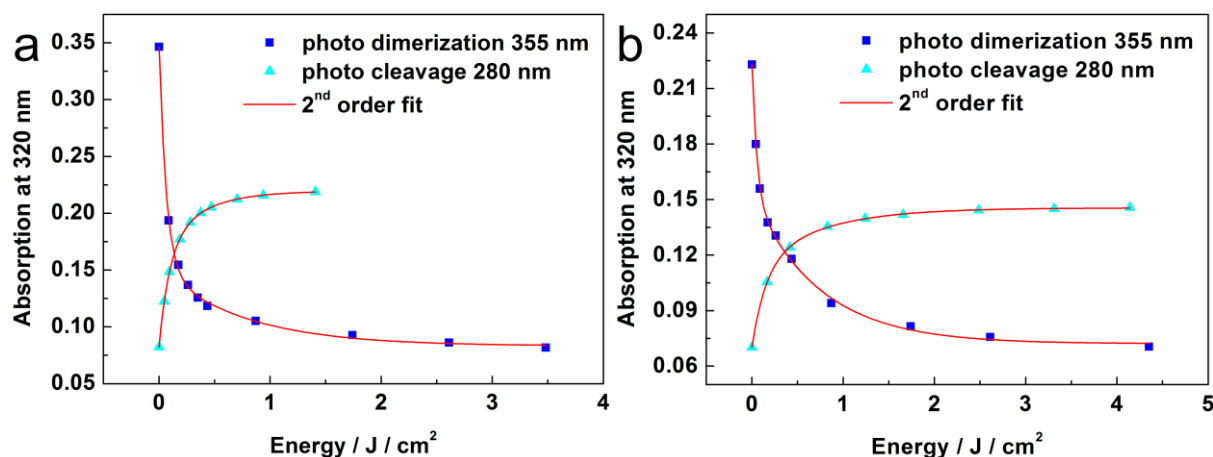 a
photo dimerization 355 nm
photo cleavage 280 nm
2nd order fit
Absorption at 320 nm
0.35
0.30
0.25
0.20
0.15
0.10
0.05
0 1 2 3 4
Energy / J / cm2
b
photo dimerization 355 nm
photo cleavage 280 nm
2nd order fit
Absorption at 320 nm
0.24
0.21
0.18
0.15
0.12
0.09
0.06
0 1 2 3 4 5
Energy / J / cm2